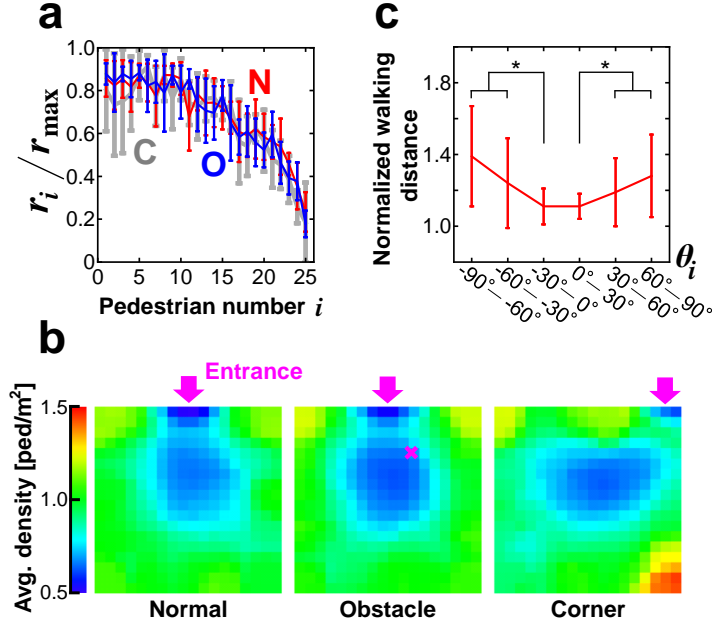 a
r_i / r_max
1.0
0.8
0.6
0.4
0.2
0
N
C
O
0 5 10 15 20 25
Pedestrian number i
c
Normalized walking
distance
1.8
1.4
1.0
*
*
θ_i
-90°—-60°
-60°—-30°
-30°—0°
0°—30°
30°—60°
60°—90°
b
Entrance
Avg. density [ped/m²]
1.5
1.0
0.5
Normal
Obstacle
Corner